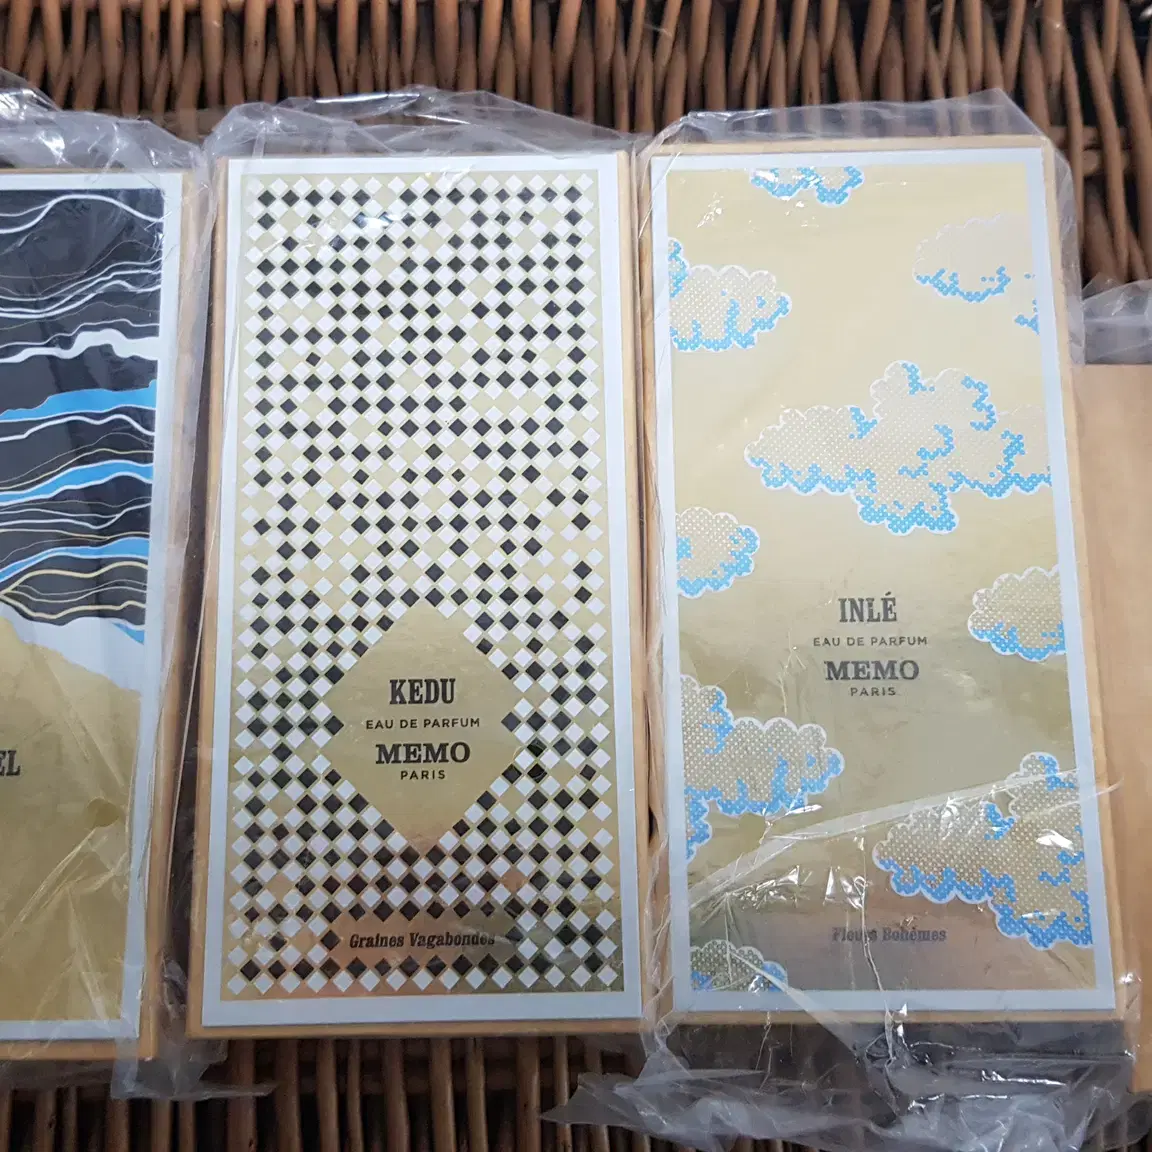 EL
KEDU
EAU DE PARFUM
MEMO
PARIS
Graines Vagabondes
INLÉ
EAU DE PARFUM
MEMO
PARIS
Fleurs Bohèmes